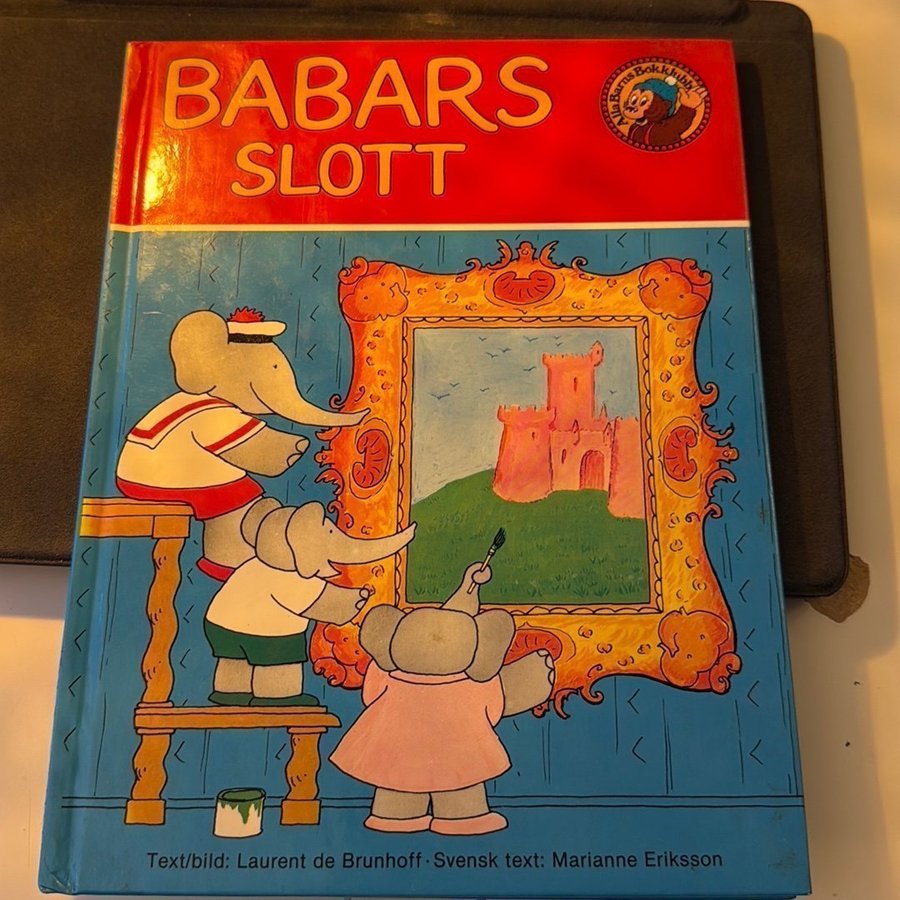 BABARS
SLOTT
Alla Barns Bokklubb
Text/bild: Laurent de Brunhoff · Svensk text: Marianne Eriksson